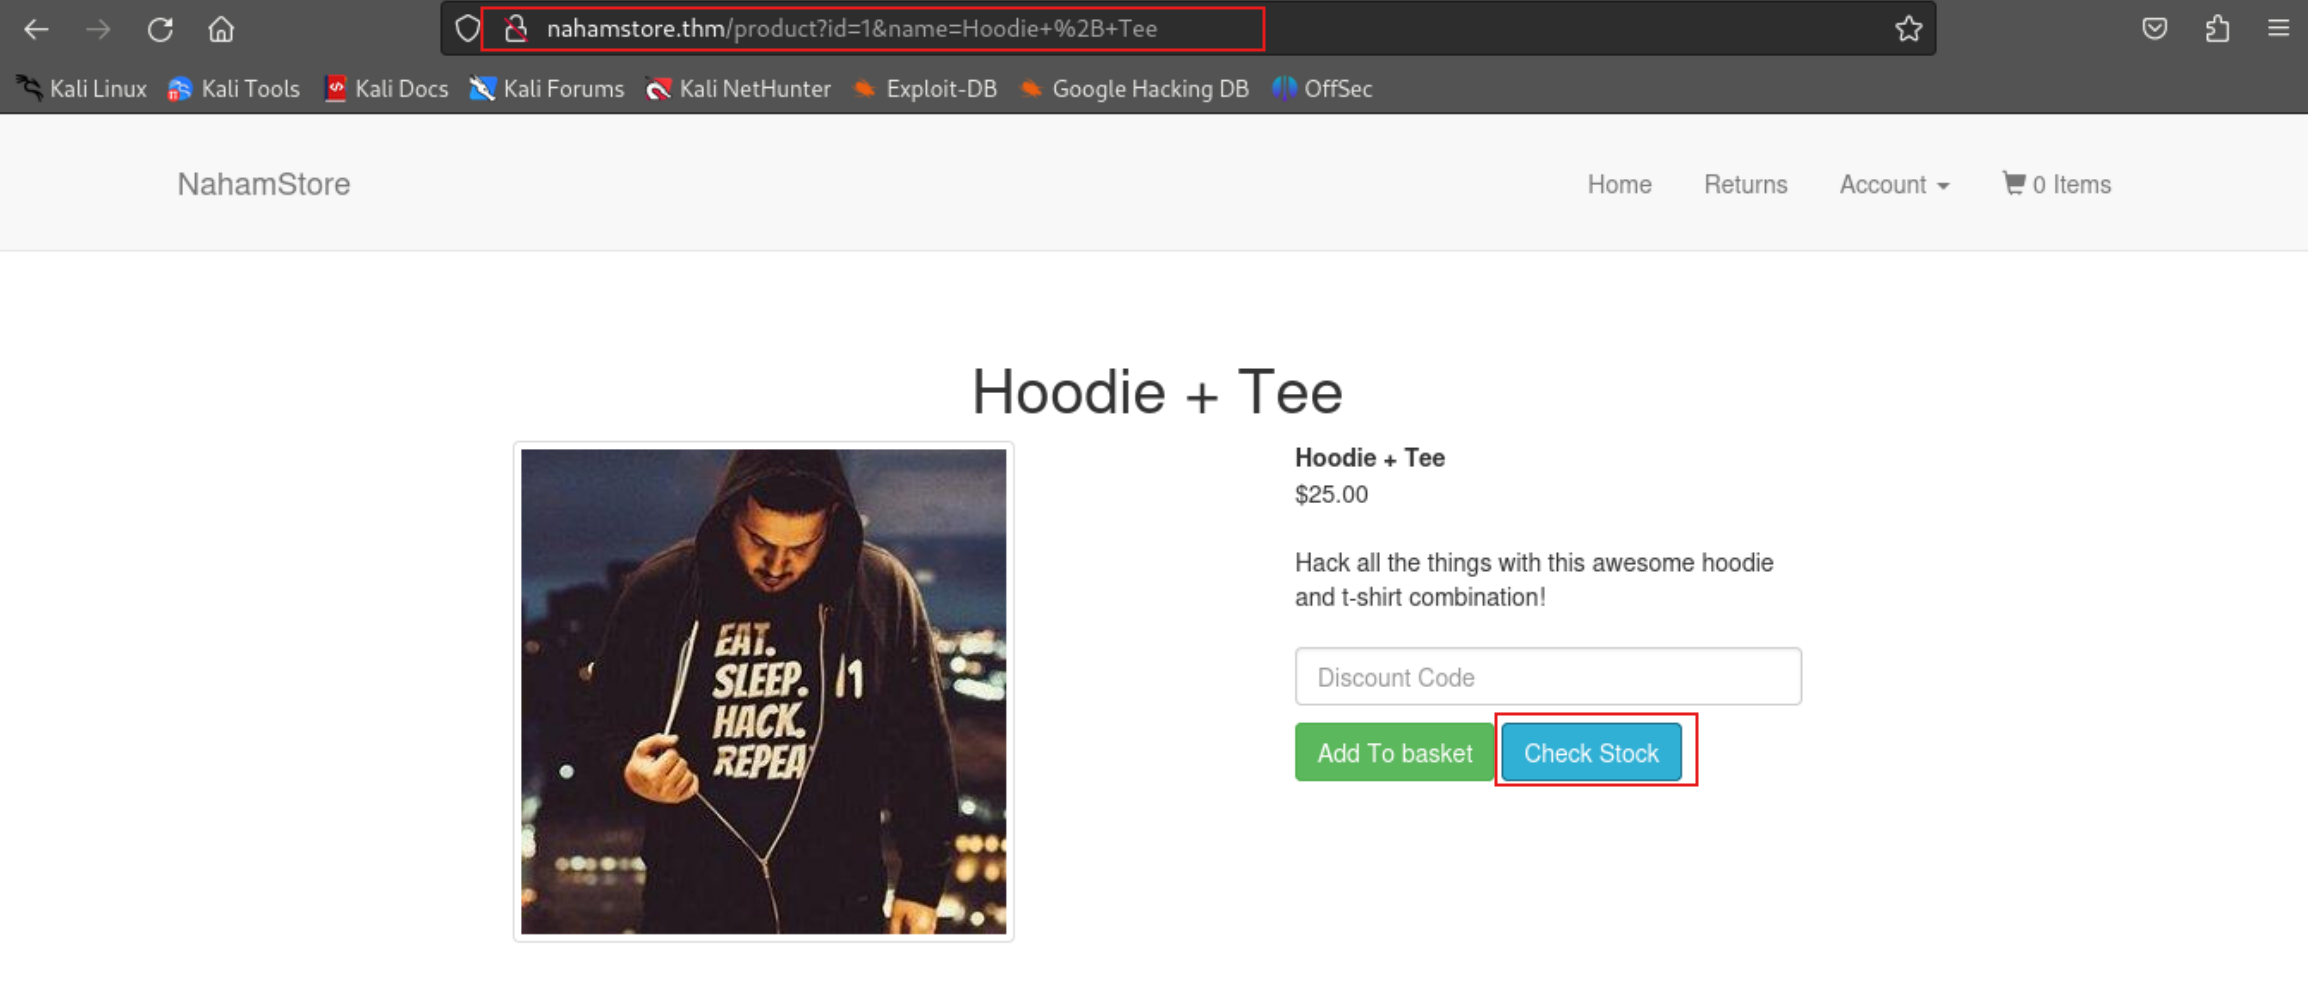 nahamstore.thm/product?id=1&name=Hoodie+%2B+Tee
Kali Linux Kali Tools Kali Docs Kali Forums Kali NetHunter Exploit-DB Google Hacking DB OffSec
NahamStore Home Returns Account 0 Items
Hoodie + Tee
Hoodie + Tee
$25.00
Hack all the things with this awesome hoodie
and t-shirt combination!
Discount Code
Add To basket Check Stock
EAT.
SLEEP.
HACK.
REPEA